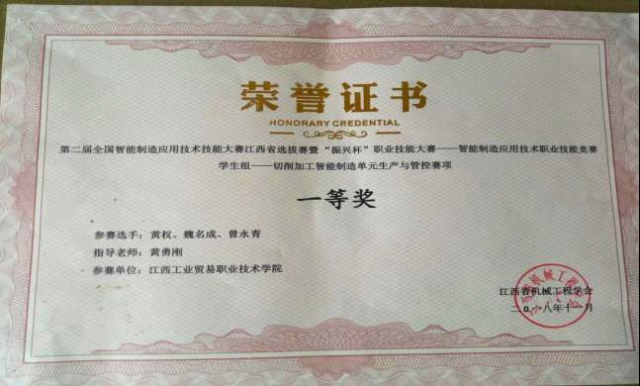 荣誉证书
HONORARY CREDENTIAL
第二届全国智能制造应用技术技能大赛江西省选拔赛暨“振兴杯”职业技能大赛——智能制造应用技术职业技能竞赛
学生组——切削加工智能制造单元生产与管控赛项
一等奖
参赛选手：黄权、魏名成、曾永青
指导老师：黄勇刚
参赛单位：江西工业贸易职业技术学院
江西省机械工程学会
二〇一八年十一月